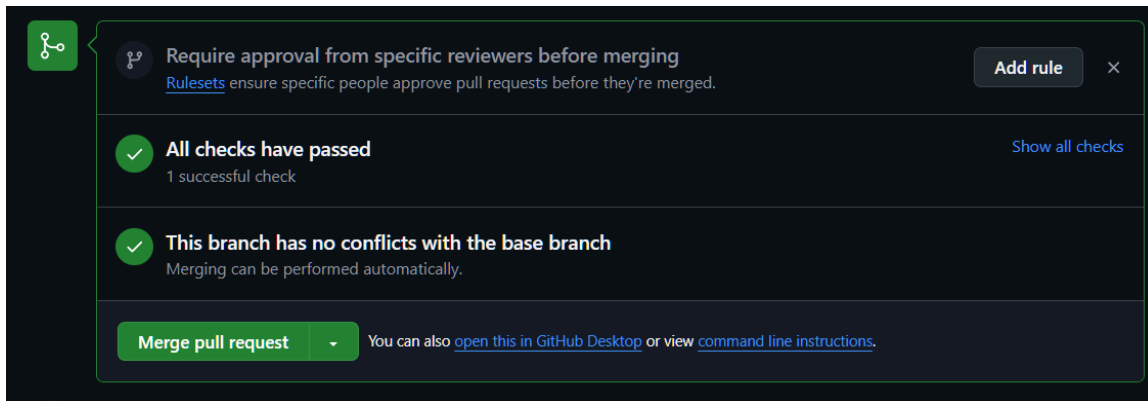 Require approval from specific reviewers before merging
Rulesets ensure specific people approve pull requests before they're merged.
Add rule
All checks have passed
1 successful check
Show all checks
This branch has no conflicts with the base branch
Merging can be performed automatically.
Merge pull request
You can also open this in GitHub Desktop or view command line instructions.